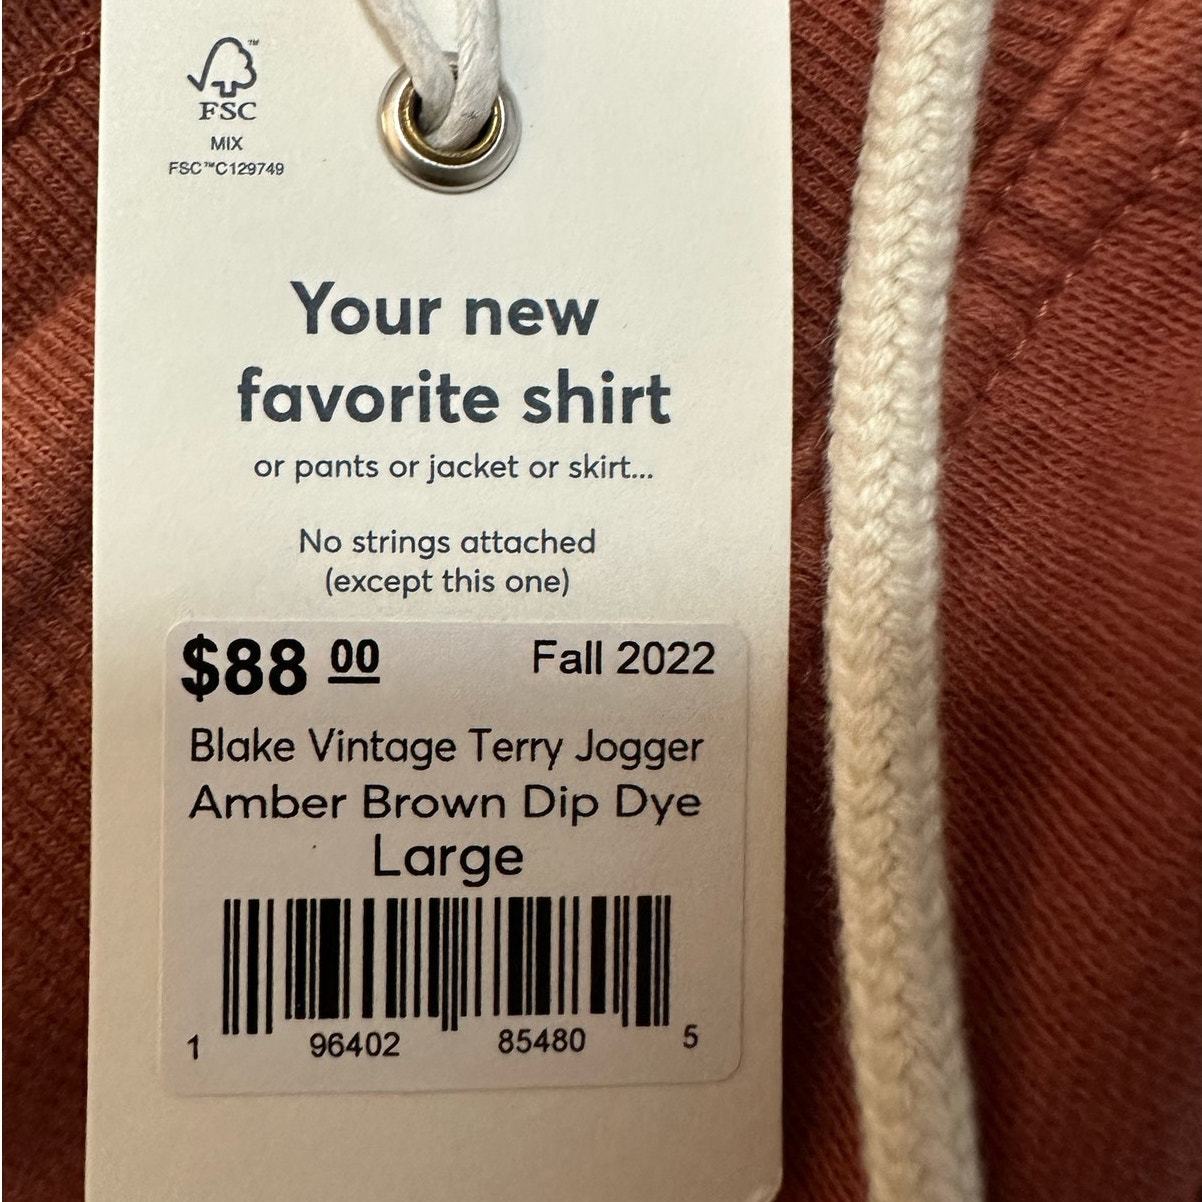 FSC™
MIX
FSC™C129749
Your new
favorite shirt
or pants or jacket or skirt...
No strings attached
(except this one)
$88 00 Fall 2022
Blake Vintage Terry Jogger
Amber Brown Dip Dye
Large
1 96402 85480 5